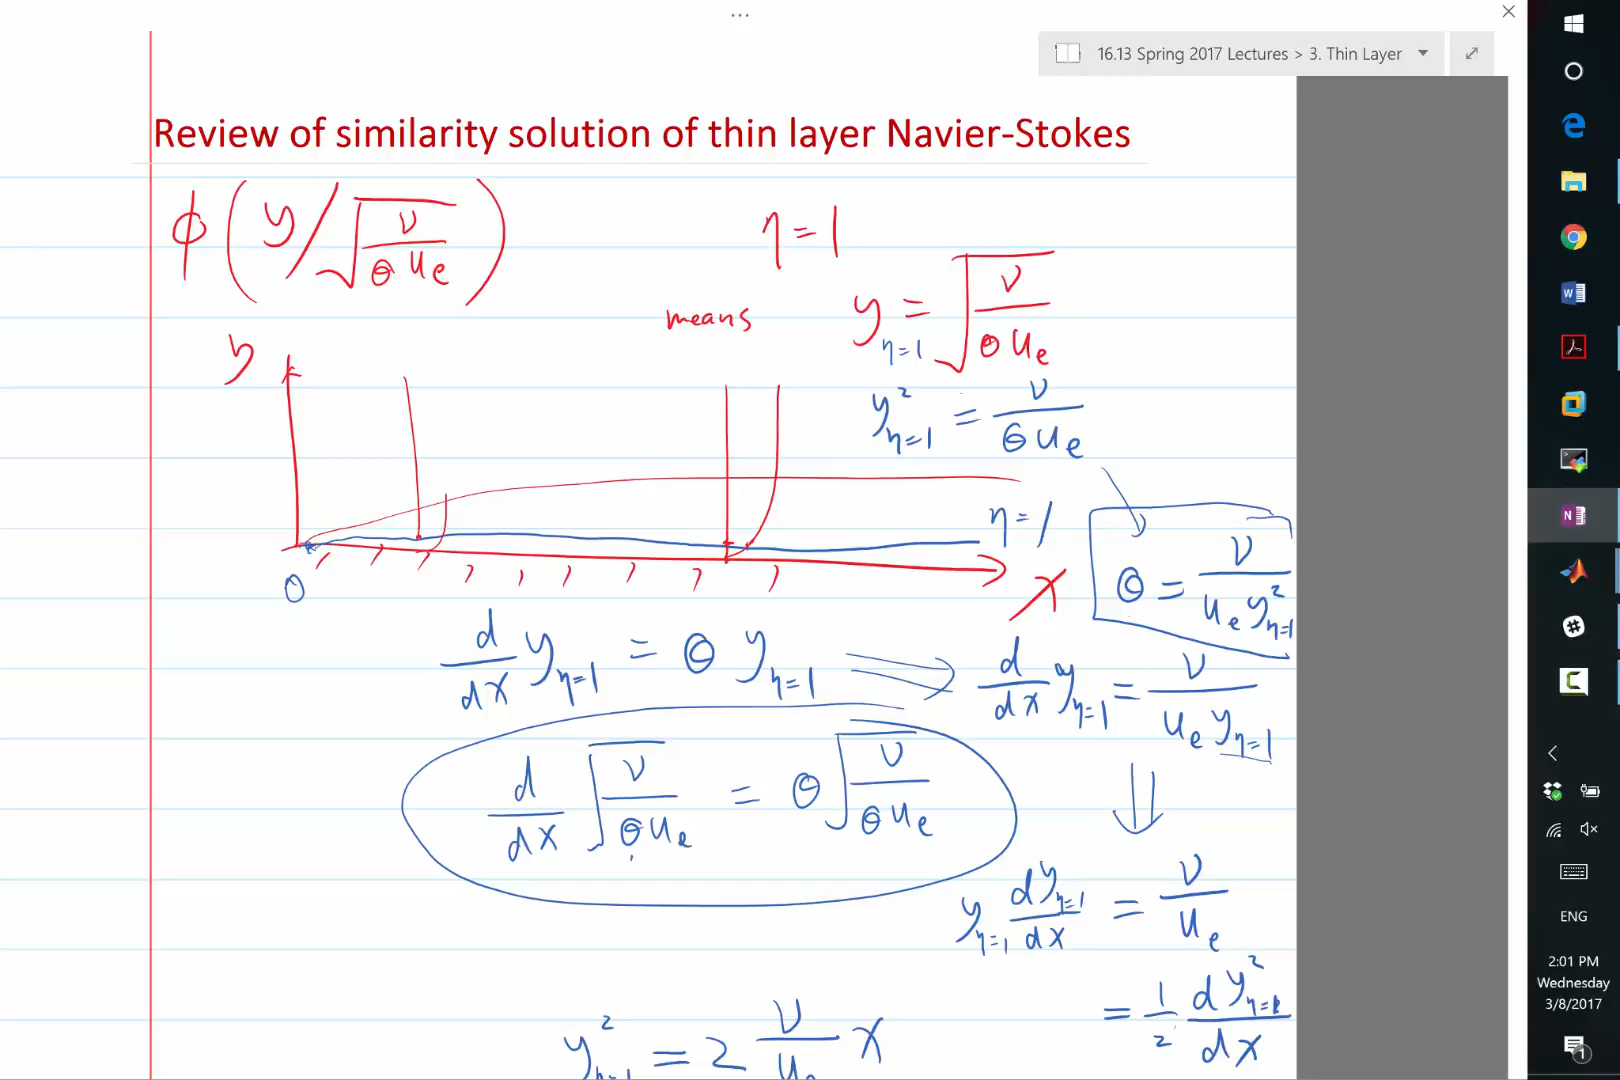 16.13 Spring 2017 Lectures > 3. Thin Layer
Review of similarity solution of thin layer Navier-Stokes
ϕ ( y / √(ν / (θ u_e)) )
η = 1
means y_{η=1} = √(ν / (θ u_e))
y
y²_{η=1} = ν / (θ u_e)
η = 1
θ = ν / (u_e y²_{η=1})
0
x
d/dx y_{η=1} = θ y_{η=1} ⟹ d/dx y_{η=1} = ν / (u_e y_{η=1})
d/dx √(ν / (θ u_e)) = θ √(ν / (θ u_e))
⇓
y_{η=1} dy_{η=1}/dx = ν / u_e
= 1/2 dy²_{η=1}/dx
y²_{η=1} = 2 ν/u_e x
ENG
2:01 PM
Wednesday
3/8/2017
1